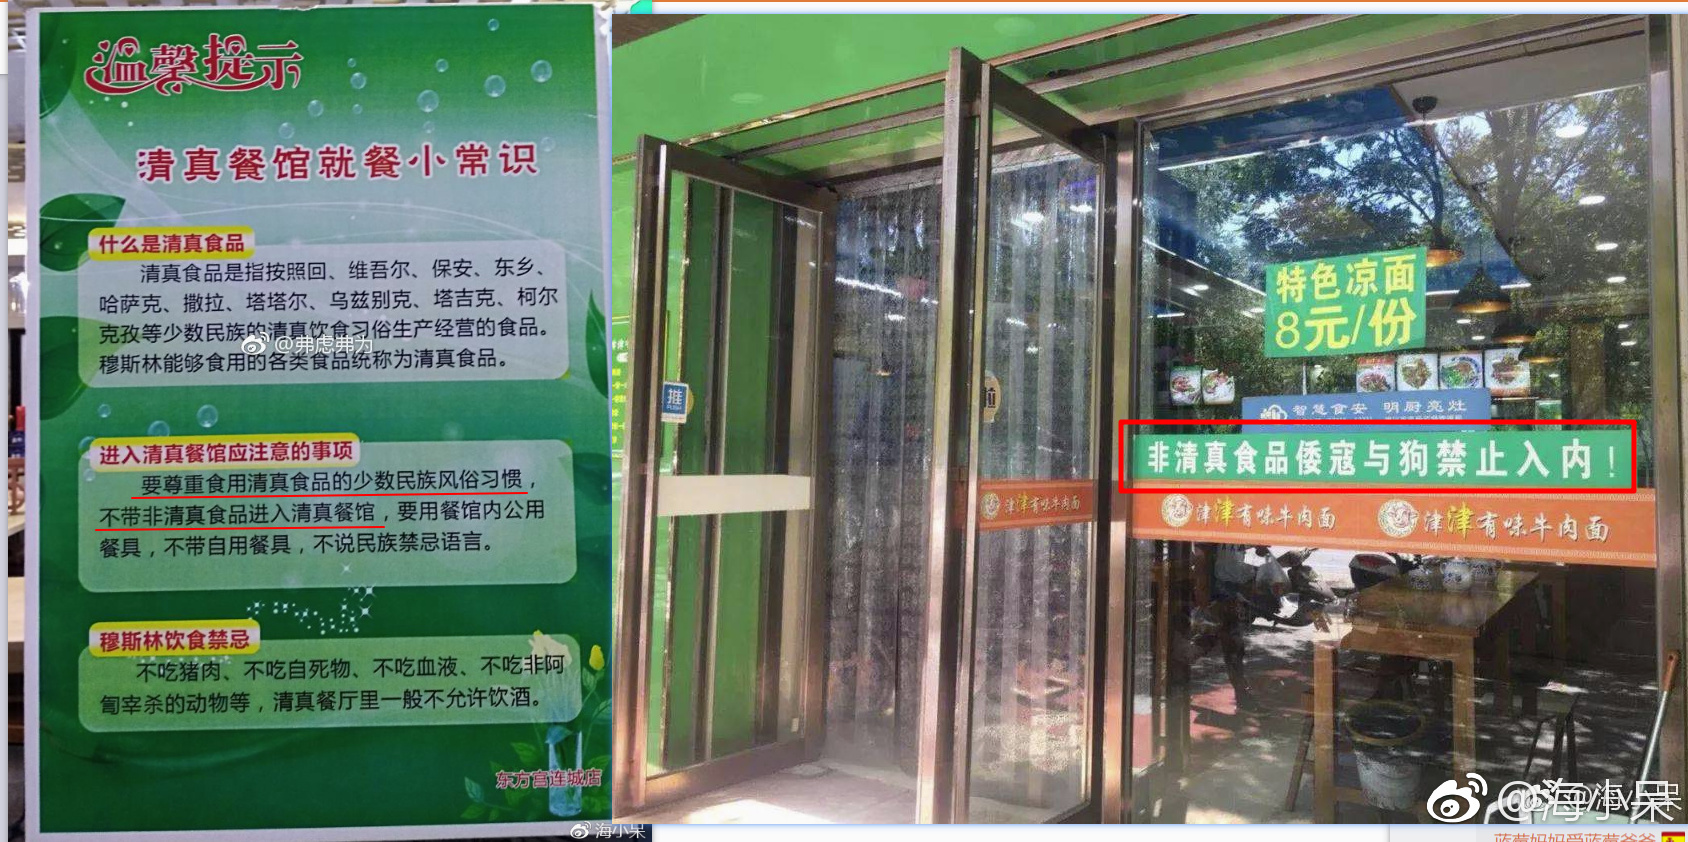 温馨提示
清真餐馆就餐小常识
什么是清真食品
清真食品是指按照回、维吾尔、保安、东乡、
哈萨克、撒拉、塔塔尔、乌兹别克、塔吉克、柯尔
克孜等少数民族的清真饮食习俗生产经营的食品。
穆斯林能够食用的各类食品统称为清真食品。
@弗虑弗为
进入清真餐馆应注意的事项
要尊重食用清真食品的少数民族风俗习惯，
不带非清真食品进入清真餐馆，要用餐馆内公用
餐具，不带自用餐具，不说民族禁忌语言。
穆斯林饮食禁忌
不吃猪肉、不吃自死物、不吃血液、不吃非阿
訇宰杀的动物等，清真餐厅里一般不允许饮酒。
东方宫连城店
海小呆
特色凉面
8元/份
推
PUSH
智慧食安 明厨亮灶
非清真食品倭寇与狗禁止入内！
津津有味牛肉面
津津有味牛肉面
津津有味牛肉面
@海小呆
@海小呆
蓝莓妈妈爱蓝莓爸爸